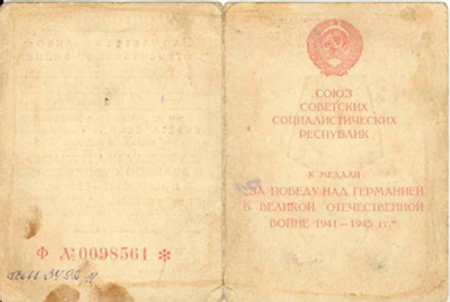 Ф №0098561 *
СОЮЗ
СОВЕТСКИХ
СОЦИАЛИСТИЧЕСКИХ
РЕСПУБЛИК
К МЕДАЛИ
„ЗА ПОБЕДУ НАД ГЕРМАНИЕЙ
В ВЕЛИКОЙ ОТЕЧЕСТВЕННОЙ
ВОЙНЕ 1941—1945 гг."